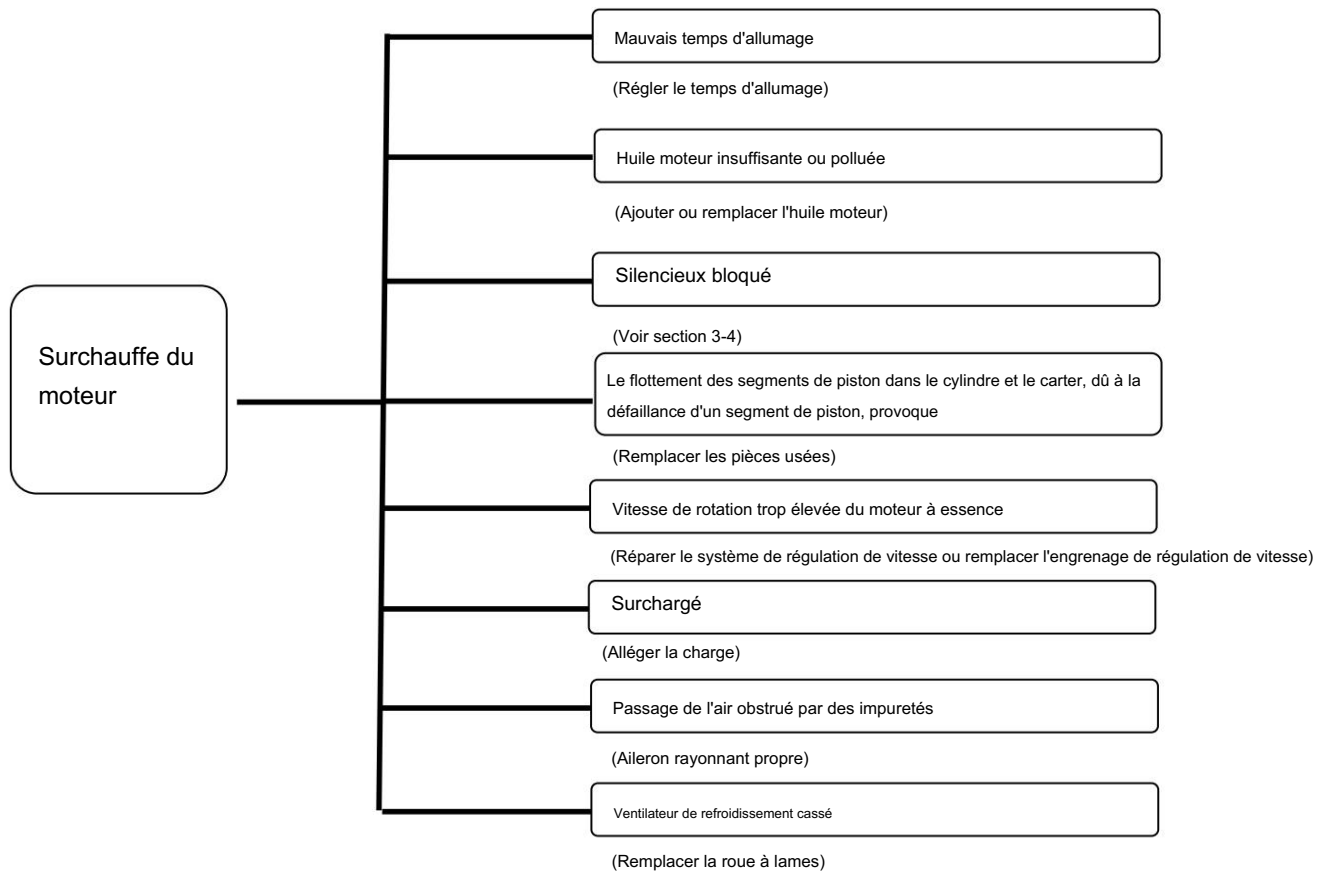 Mauvais temps d'allumage
(Régler le temps d'allumage)
Huile moteur insuffisante ou polluée
(Ajouter ou remplacer l'huile moteur)
Silencieux bloqué
(Voir section 3-4)
Surchauffe du
moteur
Le flottement des segments de piston dans le cylindre et le carter, dû à la
défaillance d'un segment de piston, provoque
(Remplacer les pièces usées)
Vitesse de rotation trop élevée du moteur à essence
(Réparer le système de régulation de vitesse ou remplacer l'engrenage de régulation de vitesse)
Surchargé
(Alléger la charge)
Passage de l'air obstrué par des impuretés
(Aileron rayonnant propre)
Ventilateur de refroidissement cassé
(Remplacer la roue à lames)